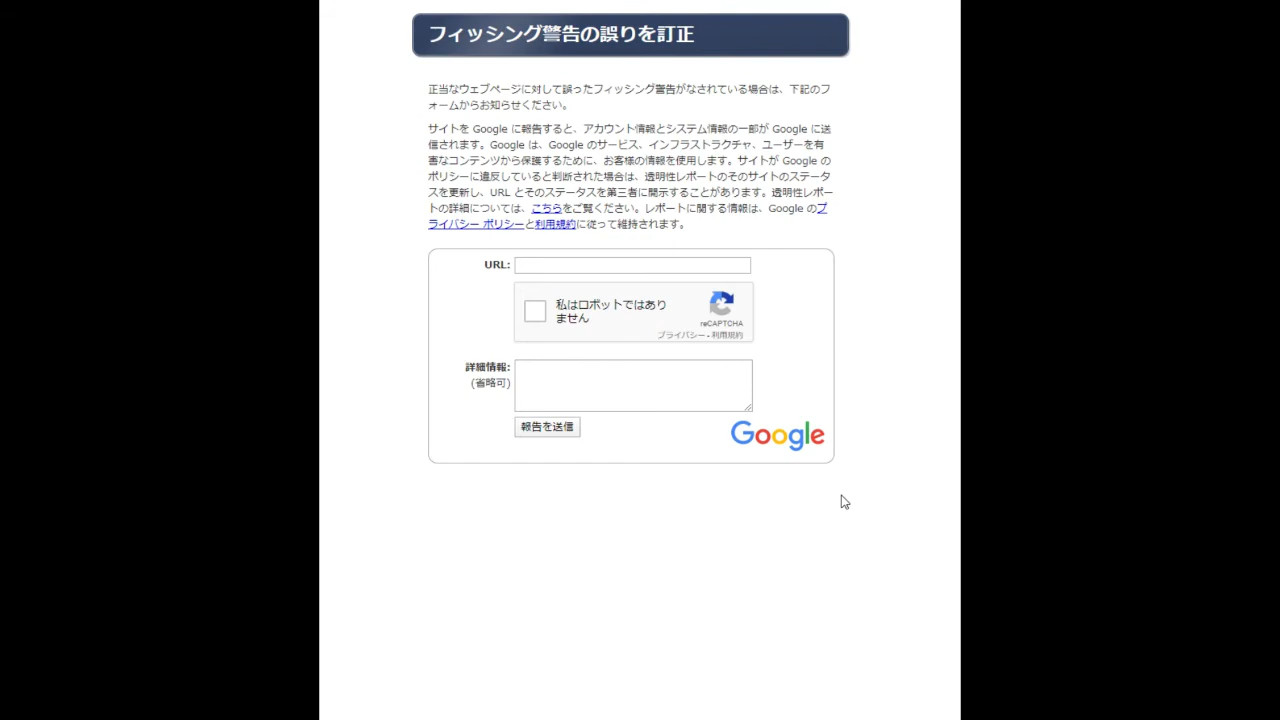 フィッシング警告の誤りを訂正
正当なウェブページに対して誤ったフィッシング警告がなされている場合は、下記のフ
ォームからお知らせください。
サイトを Google に報告すると、アカウント情報とシステム情報の一部が Google に送
信されます。Google は、Google のサービス、インフラストラクチャ、ユーザーを有
害なコンテンツから保護するために、お客様の情報を使用します。サイトが Google の
ポリシーに違反していると判断された場合は、透明性レポートのそのサイトのステータ
スを更新し、URL とそのステータスを第三者に開示することがあります。透明性レポー
トの詳細については、こちらをご覧ください。レポートに関する情報は、Google のプ
ライバシー ポリシーと利用規約に従って維持されます。
URL:
私はロボットではあり
ません
reCAPTCHA
プライバシー - 利用規約
詳細情報:
(省略可)
報告を送信
Google